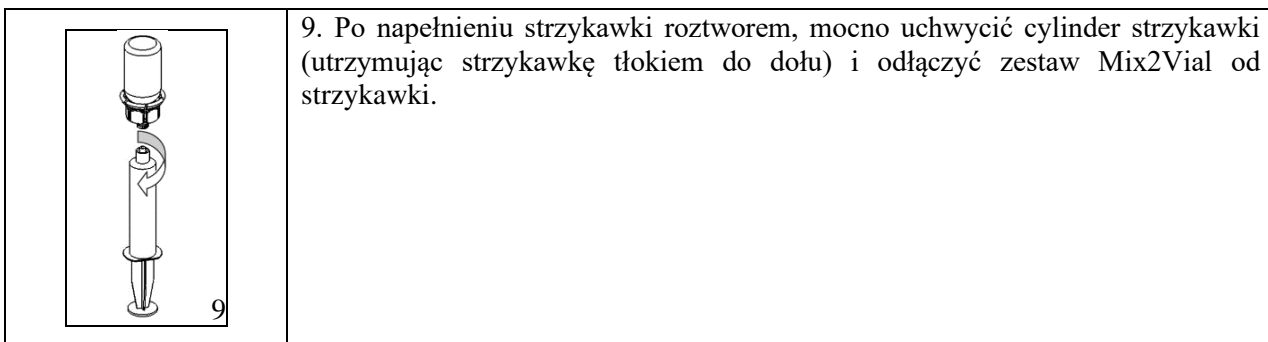 9. Po napełnieniu strzykawki roztworem, mocno uchwycić cylinder strzykawki
(utrzymując strzykawkę tłokiem do dołu) i odłączyć zestaw Mix2Vial od
strzykawki.
9